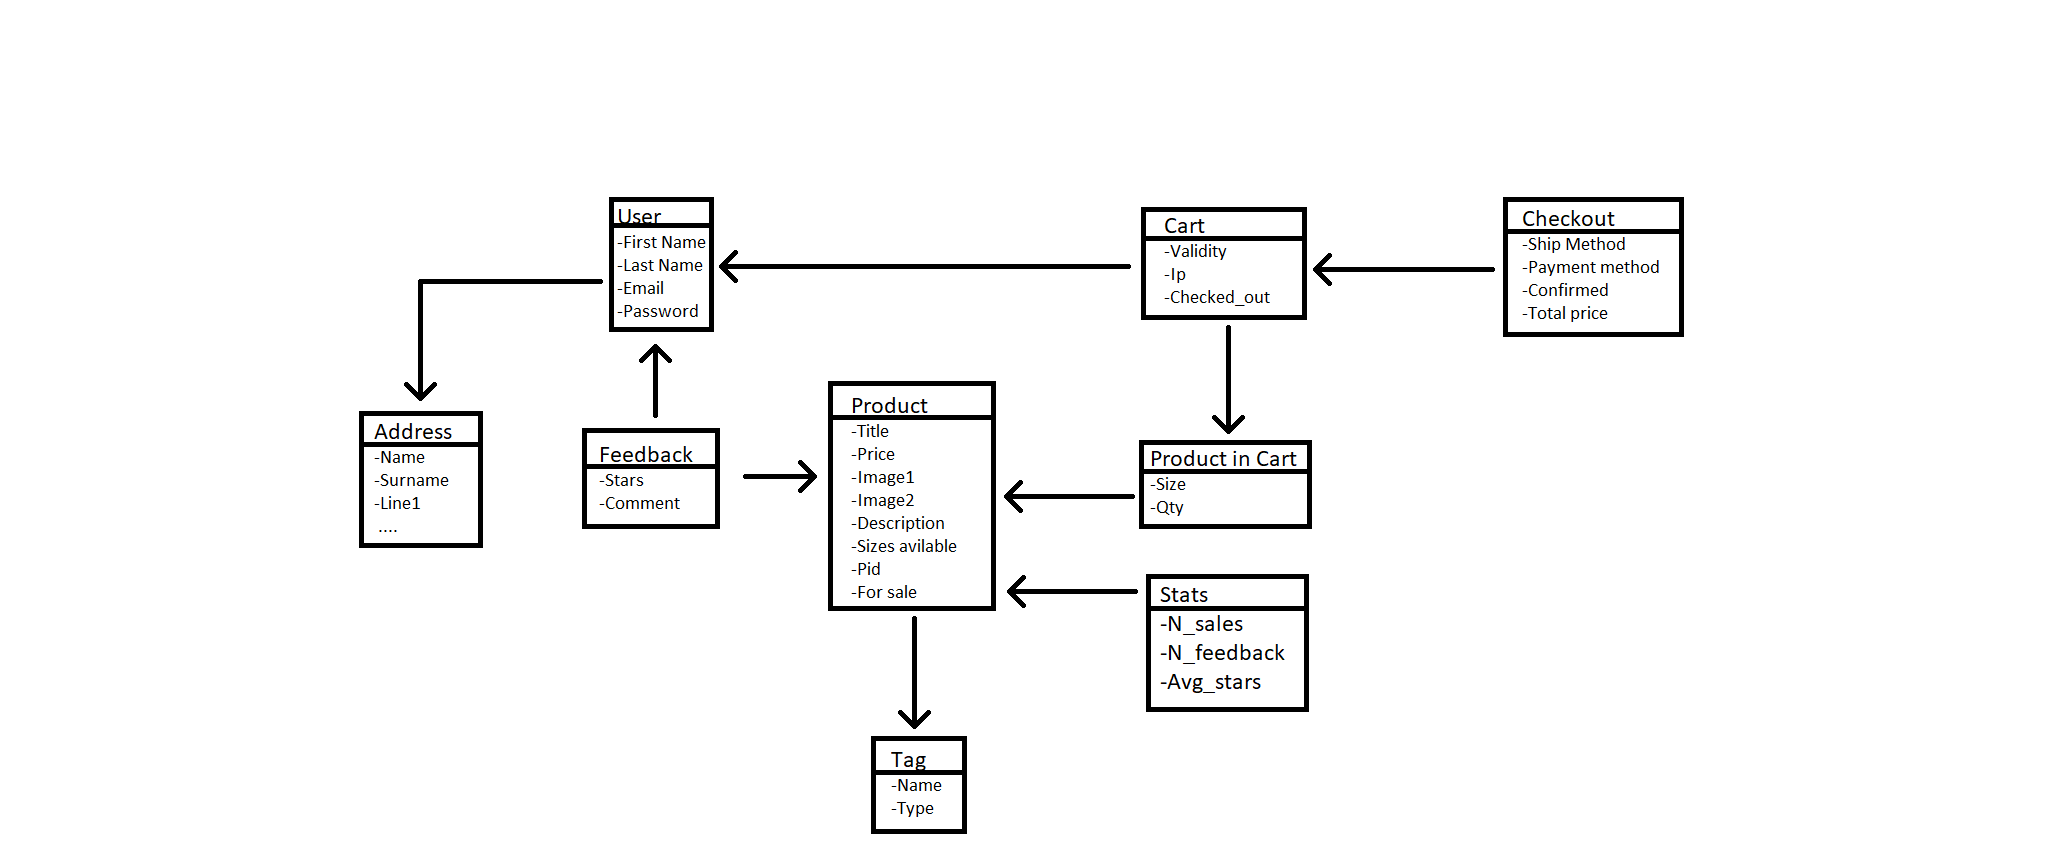 User
-First Name
-Last Name
-Email
-Password
Cart
-Validity
-Ip
-Checked_out
Checkout
-Ship Method
-Payment method
-Confirmed
-Total price
Address
-Name
-Surname
-Line1
....
Feedback
-Stars
-Comment
Product
-Title
-Price
-Image1
-Image2
-Description
-Sizes avilable
-Pid
-For sale
Product in Cart
-Size
-Qty
Stats
-N_sales
-N_feedback
-Avg_stars
Tag
-Name
-Type